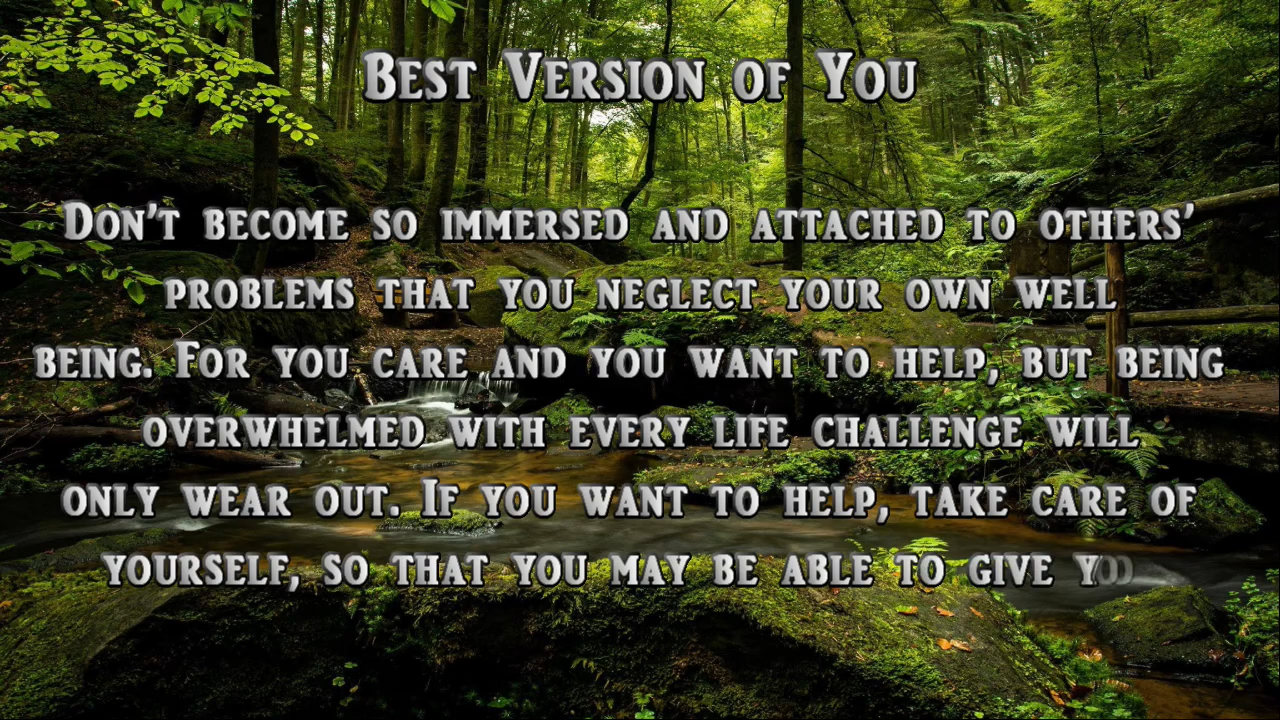 Best Version of You
Don't become so immersed and attached to others'
problems that you neglect your own well
being. For you care and you want to help, but being
overwhelmed with every life challenge will
only wear out. If you want to help, take care of
yourself, so that you may be able to give